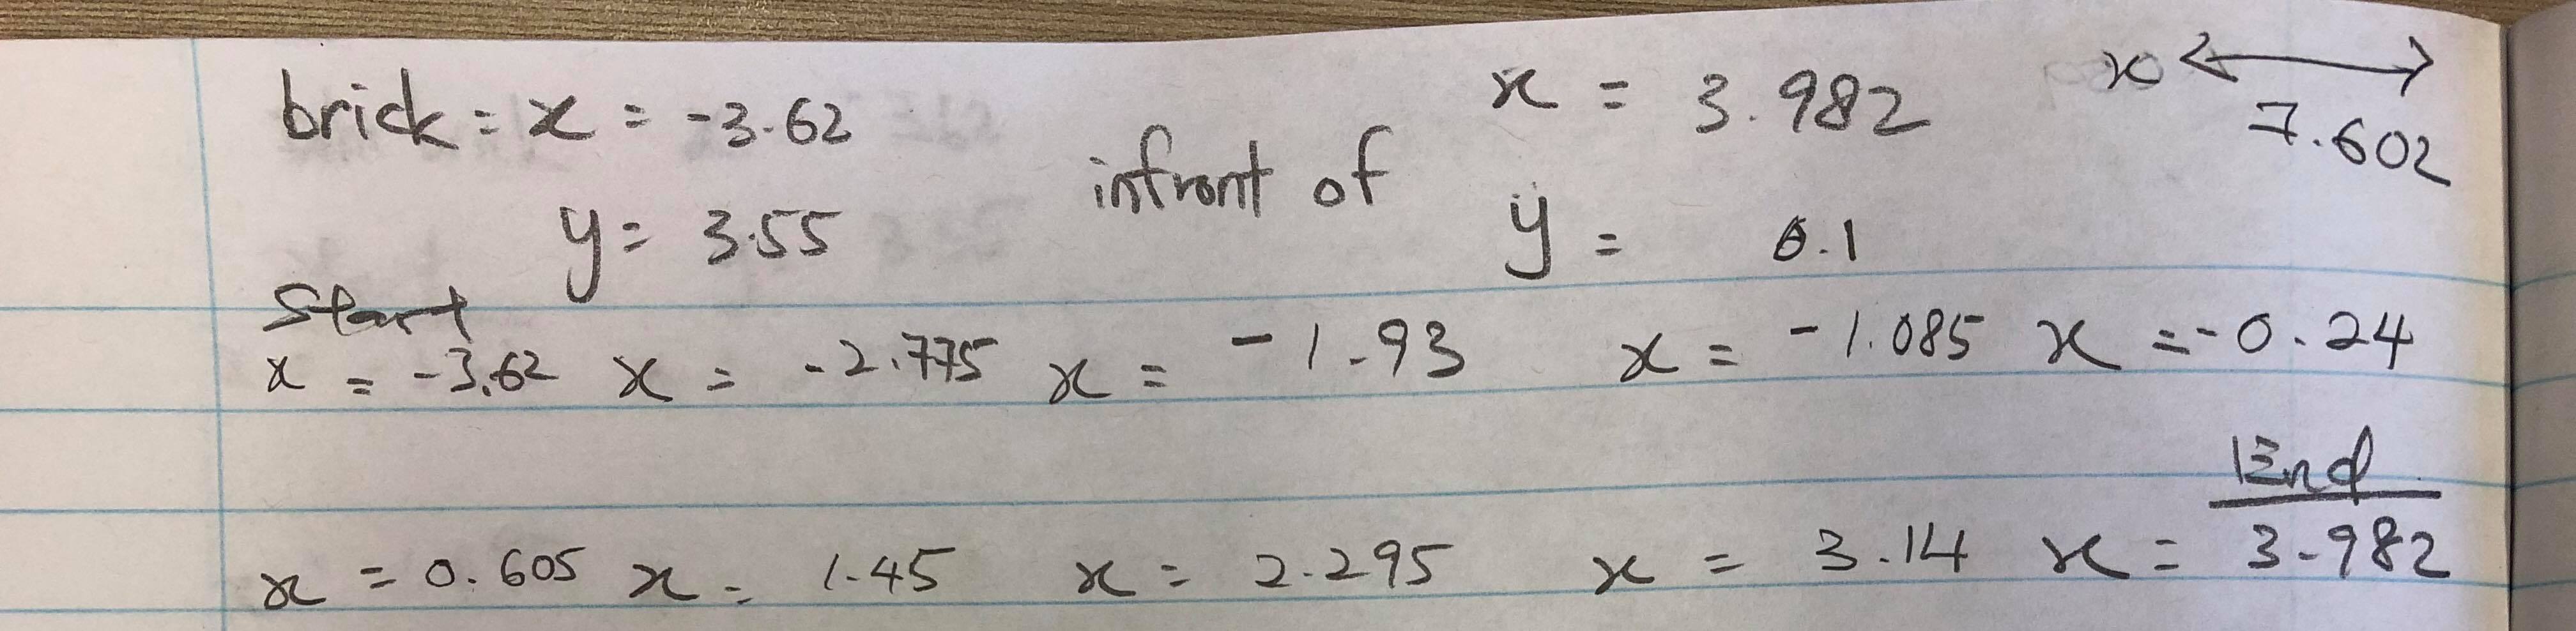 brick = x = -3.62 x = 3.982 x ↔ 7.602
y = 3.55 infront of y = 0.1
Start
x = -3.62 x = -2.775 x = -1.93 x = -1.085 x = -0.24
End
x = 0.605 x = 1.45 x = 2.295 x = 3.14 x = 3.982